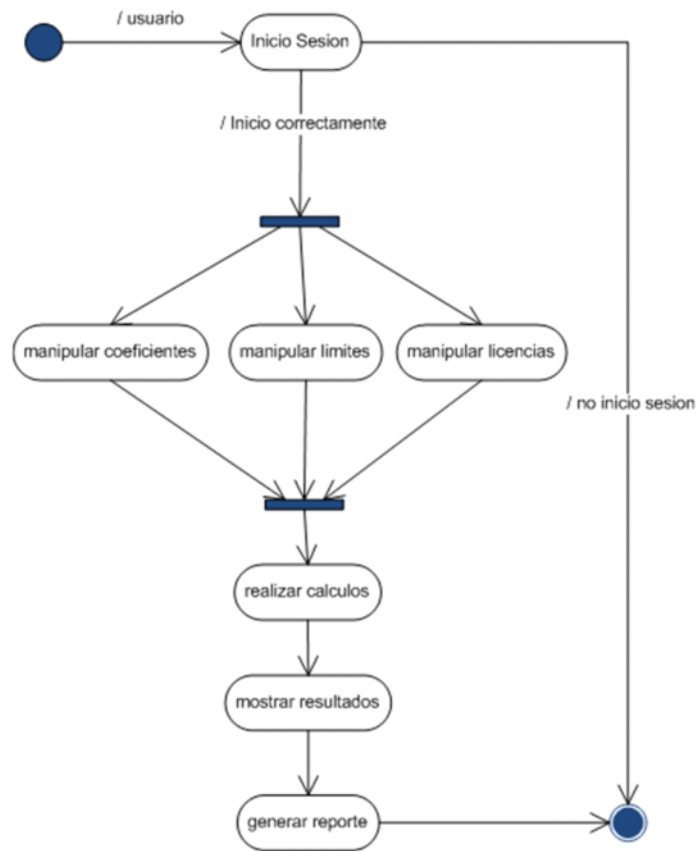 / usuario
Inicio Sesion
/ Inicio correctamente
manipular coeficientes
manipular limites
manipular licencias
/ no inicio sesion
realizar calculos
mostrar resultados
generar reporte